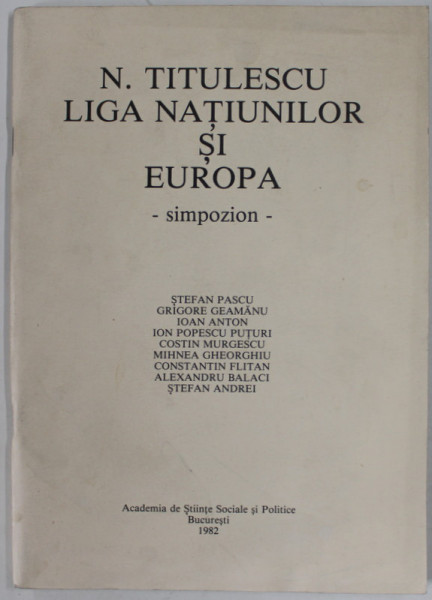 N. TITULESCU
LIGA NAȚIUNILOR
ȘI
EUROPA
- simpozion -
ȘTEFAN PASCU
GRIGORE GEAMĂNU
IOAN ANTON
ION POPESCU PUȚURI
COSTIN MURGESCU
MIHNEA GHEORGHIU
CONSTANTIN FLITAN
ALEXANDRU BALACI
ȘTEFAN ANDREI
Academia de Științe Sociale și Politice
București
1982